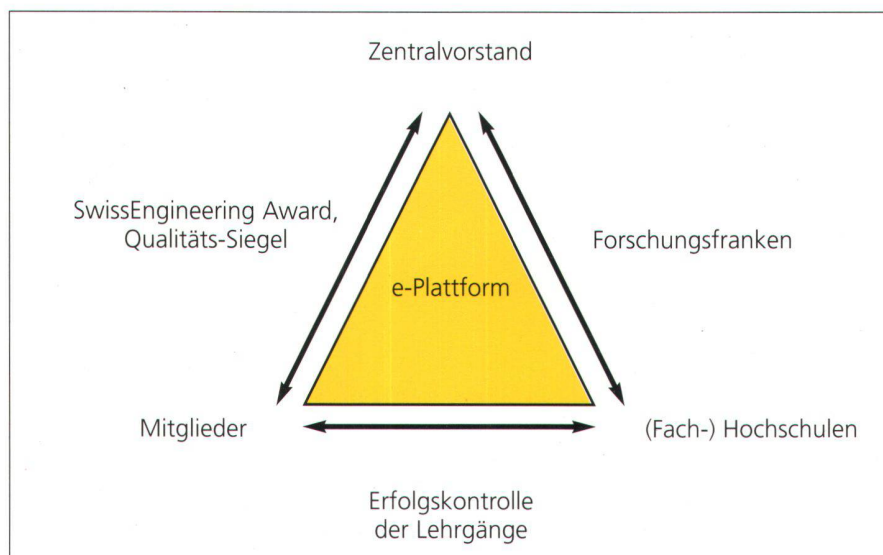 Zentralvorstand
SwissEngineering Award,
Qualitäts-Siegel
Forschungsfranken
e-Plattform
Mitglieder
(Fach-) Hochschulen
Erfolgskontrolle
der Lehrgänge